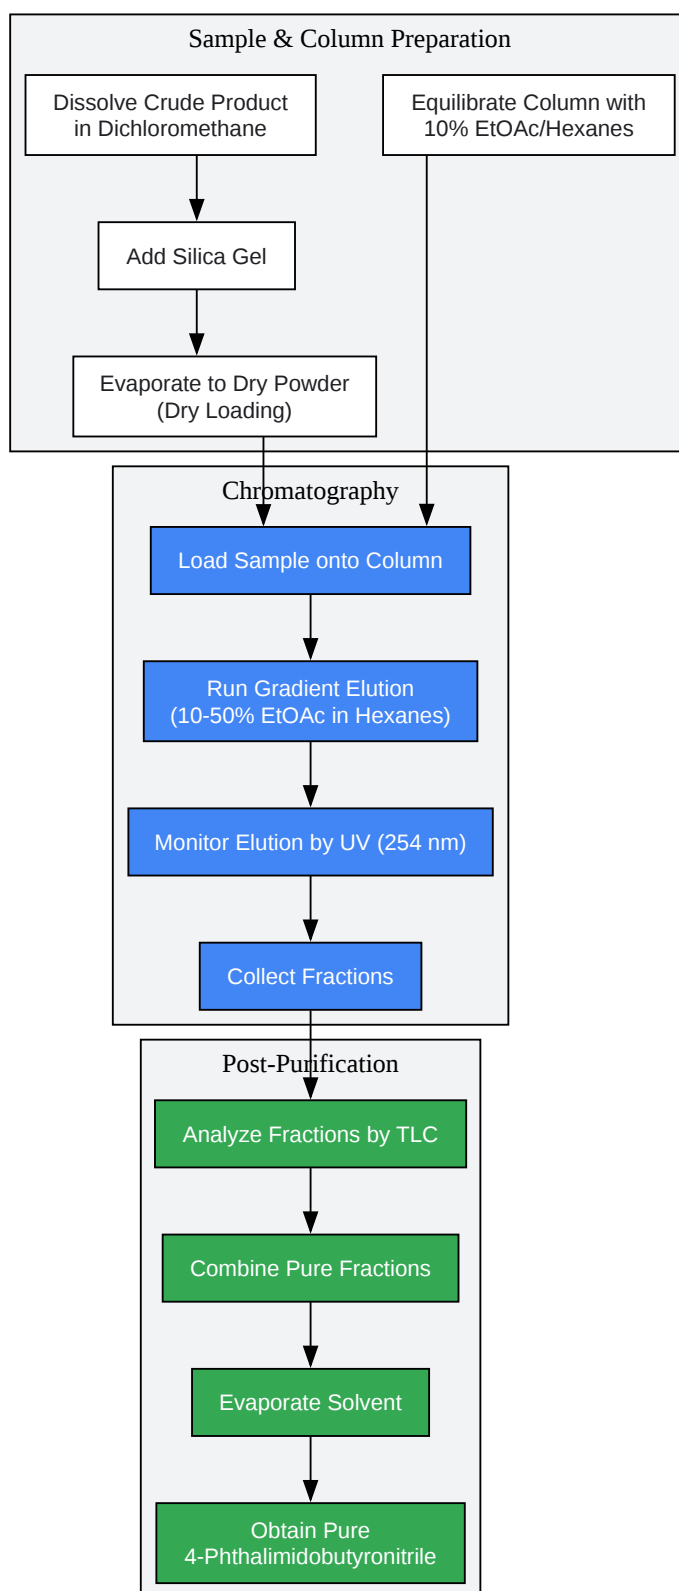 Sample & Column Preparation
Dissolve Crude Product
in Dichloromethane
Equilibrate Column with
10% EtOAc/Hexanes
Add Silica Gel
Evaporate to Dry Powder
(Dry Loading)
Chromatography
Load Sample onto Column
Run Gradient Elution
(10-50% EtOAc in Hexanes)
Monitor Elution by UV (254 nm)
Collect Fractions
Post-Purification
Analyze Fractions by TLC
Combine Pure Fractions
Evaporate Solvent
Obtain Pure
4-Phthalimidobutyronitrile